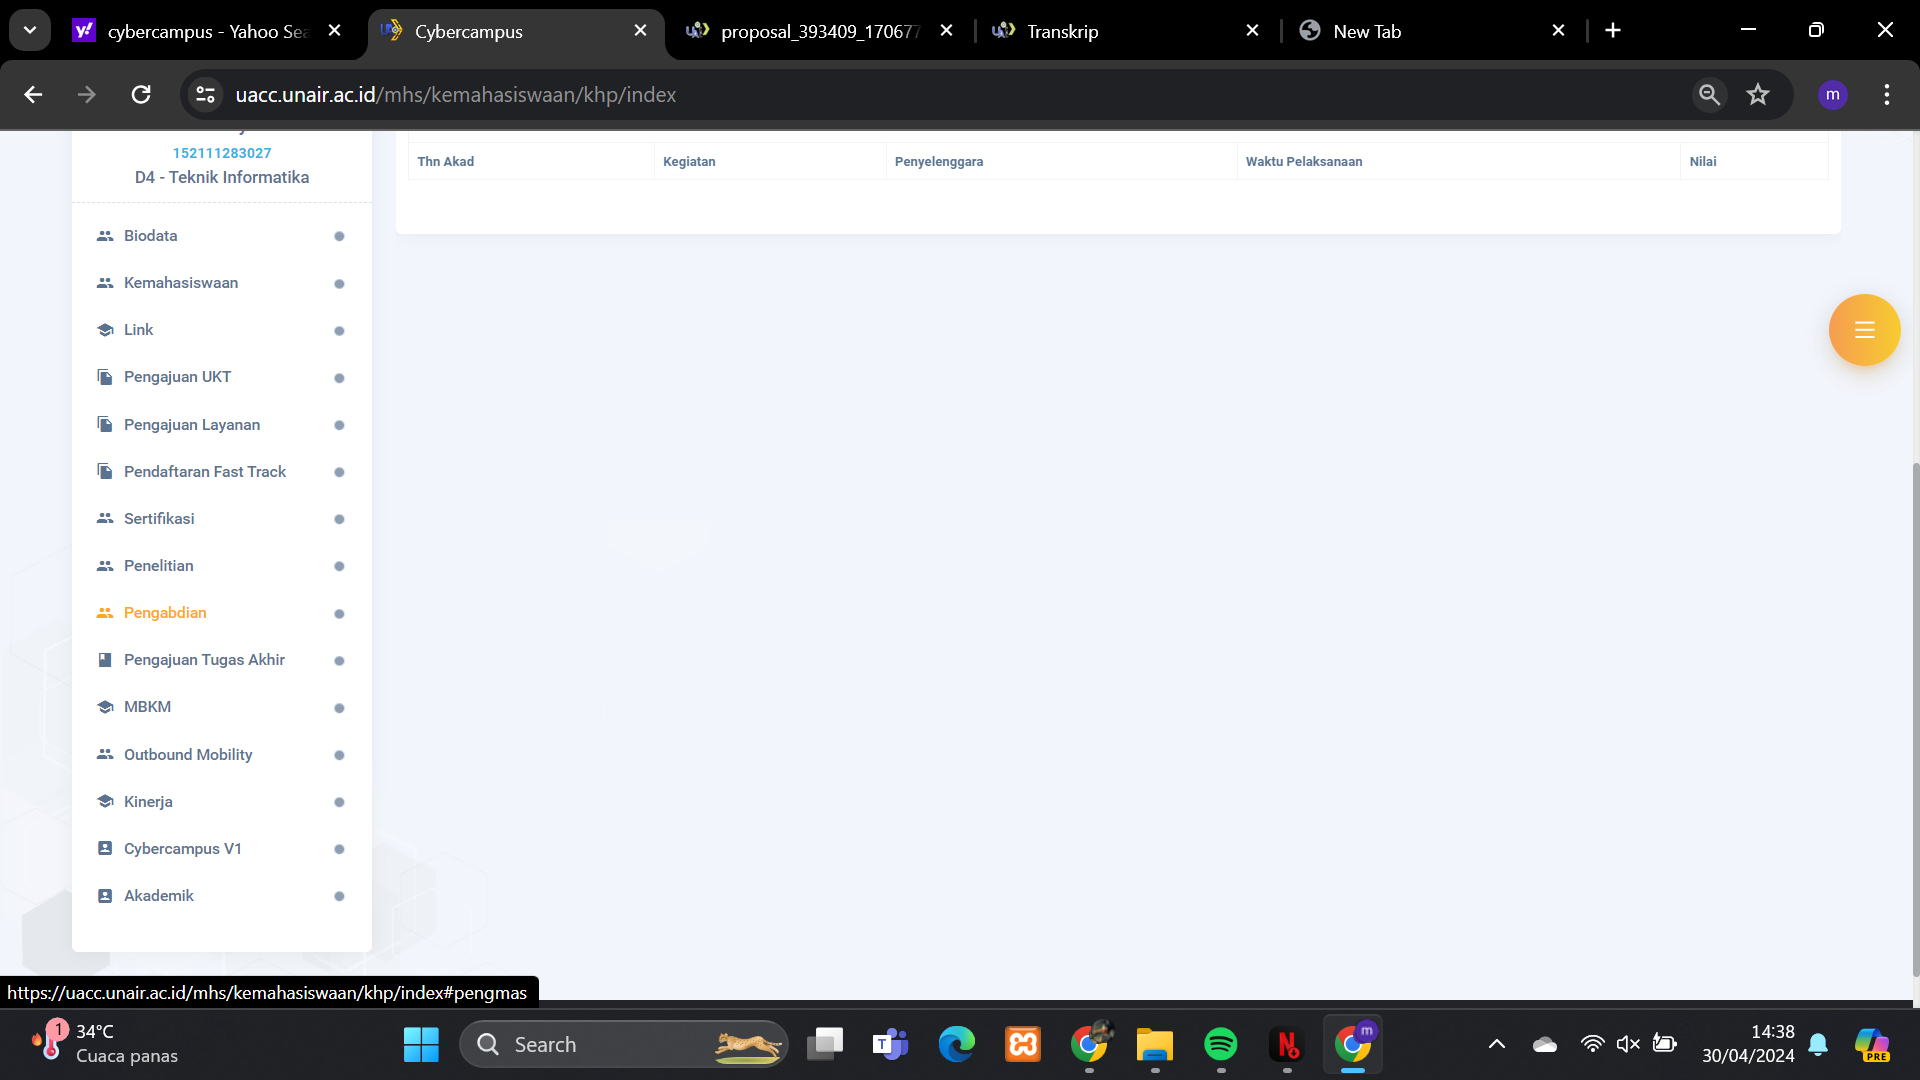 cybercampus - Yahoo Sea
Cybercampus
proposal_393409_170677
Transkrip
New Tab
uacc.unair.ac.id/mhs/kemahasiswaan/khp/index
m
152111283027
D4 - Teknik Informatika
Biodata
Kemahasiswaan
Link
Pengajuan UKT
Pengajuan Layanan
Pendaftaran Fast Track
Sertifikasi
Penelitian
Pengabdian
Pengajuan Tugas Akhir
MBKM
Outbound Mobility
Kinerja
Cybercampus V1
Akademik
Thn Akad Kegiatan Penyelenggara Waktu Pelaksanaan Nilai
https://uacc.unair.ac.id/mhs/kemahasiswaan/khp/index#pengmas
1
34°C
Cuaca panas
Search
m
14:38
30/04/2024
PRE